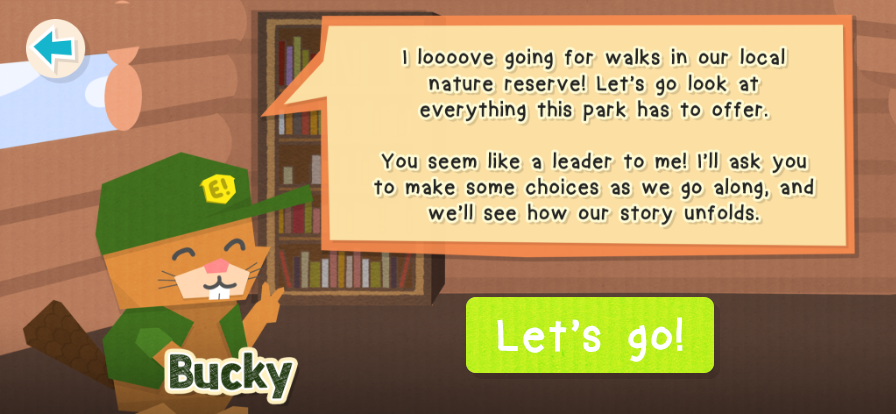 I loooove going for walks in our local
nature reserve! Let's go look at
everything this park has to offer.
You seem like a leader to me! I'll ask you
to make some choices as we go along, and
we'll see how our story unfolds.
E!
Let's go!
Bucky